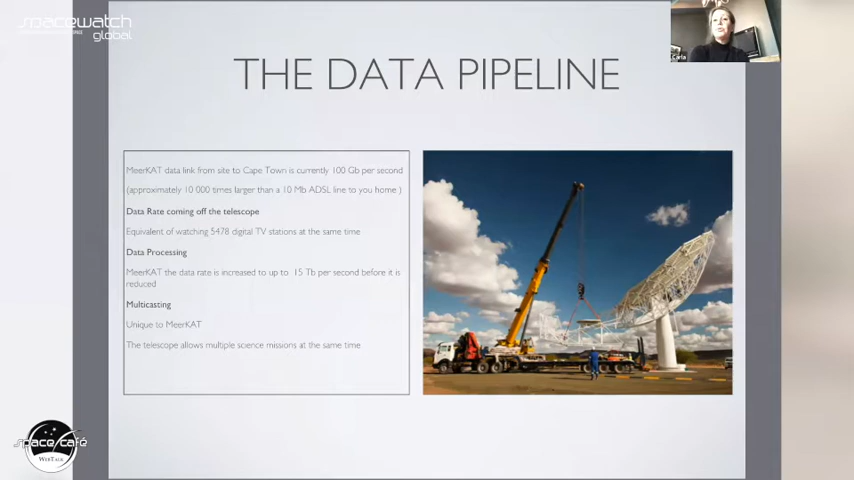 spacewatch
global
Carla
THE DATA PIPELINE
MeerKAT data link from site to Cape Town is currently 100 Gb per second
(approximately 10 000 times larger than a 10 Mb ADSL line to you home )
Data Rate coming off the telescope
Equivalent of watching 5478 digital TV stations at the same time
Data Processing
MeerKAT the data rate is increased to up to 15 Tb per second before it is
reduced
Multicasting
Unique to MeerKAT
The telescope allows multiple science missions at the same time
space café
WEBTALK